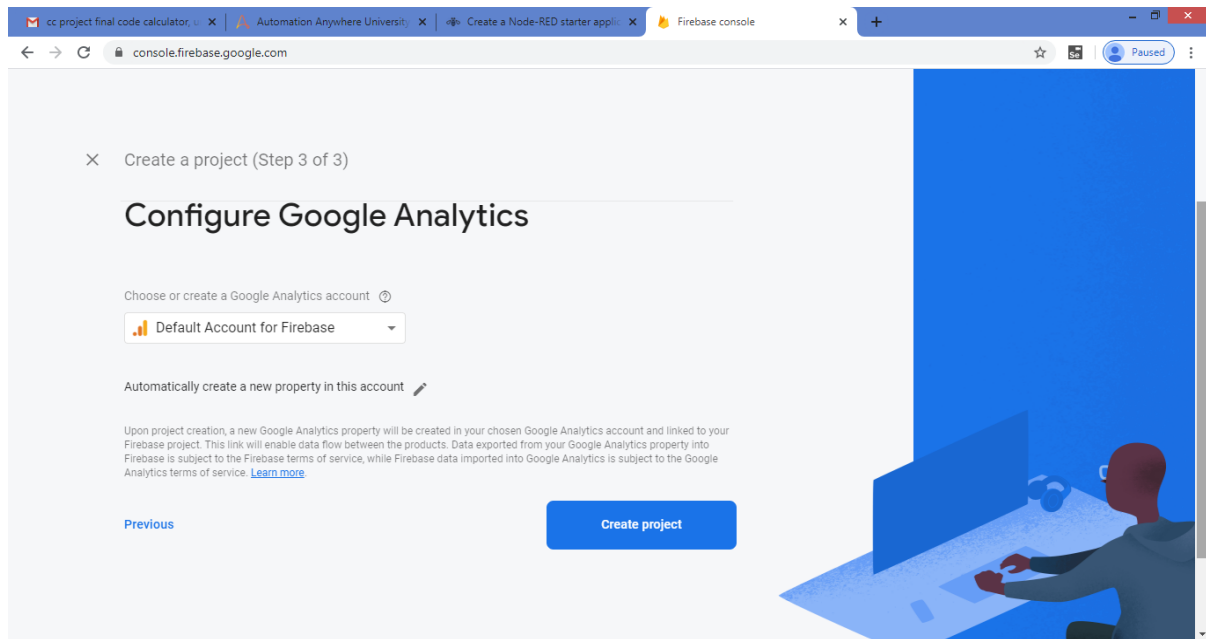 cc project final code calculator, u
Automation Anywhere University
Create a Node-RED starter applic
Firebase console
console.firebase.google.com
Se
Paused
Create a project (Step 3 of 3)
Configure Google Analytics
Choose or create a Google Analytics account
Default Account for Firebase
Automatically create a new property in this account
Upon project creation, a new Google Analytics property will be created in your chosen Google Analytics account and linked to your
Firebase project. This link will enable data flow between the products. Data exported from your Google Analytics property into
Firebase is subject to the Firebase terms of service, while Firebase data imported into Google Analytics is subject to the Google
Analytics terms of service. Learn more.
Previous
Create project